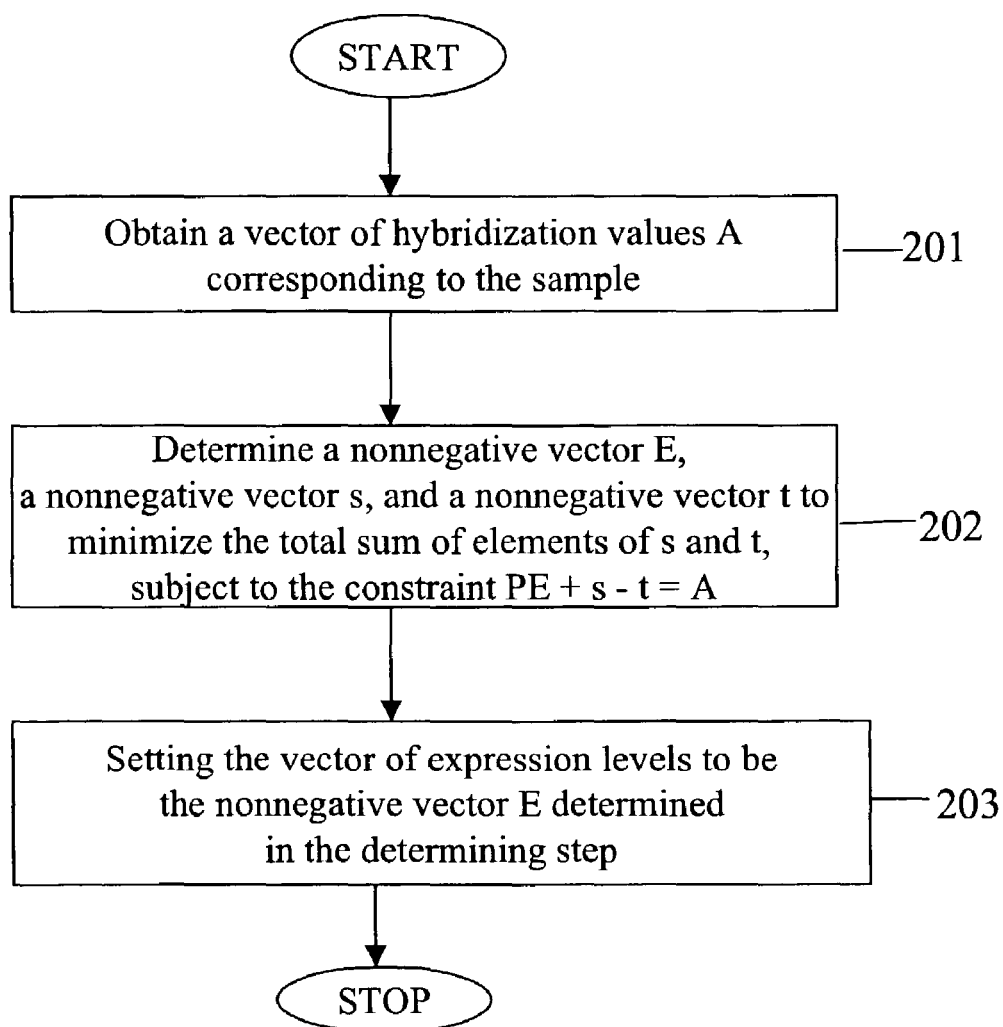 START
Obtain a vector of hybridization values A
corresponding to the sample
201
Determine a nonnegative vector E,
a nonnegative vector s, and a nonnegative vector t to
minimize the total sum of elements of s and t,
subject to the constraint PE + s - t = A
202
Setting the vector of expression levels to be
the nonnegative vector E determined
in the determining step
203
STOP